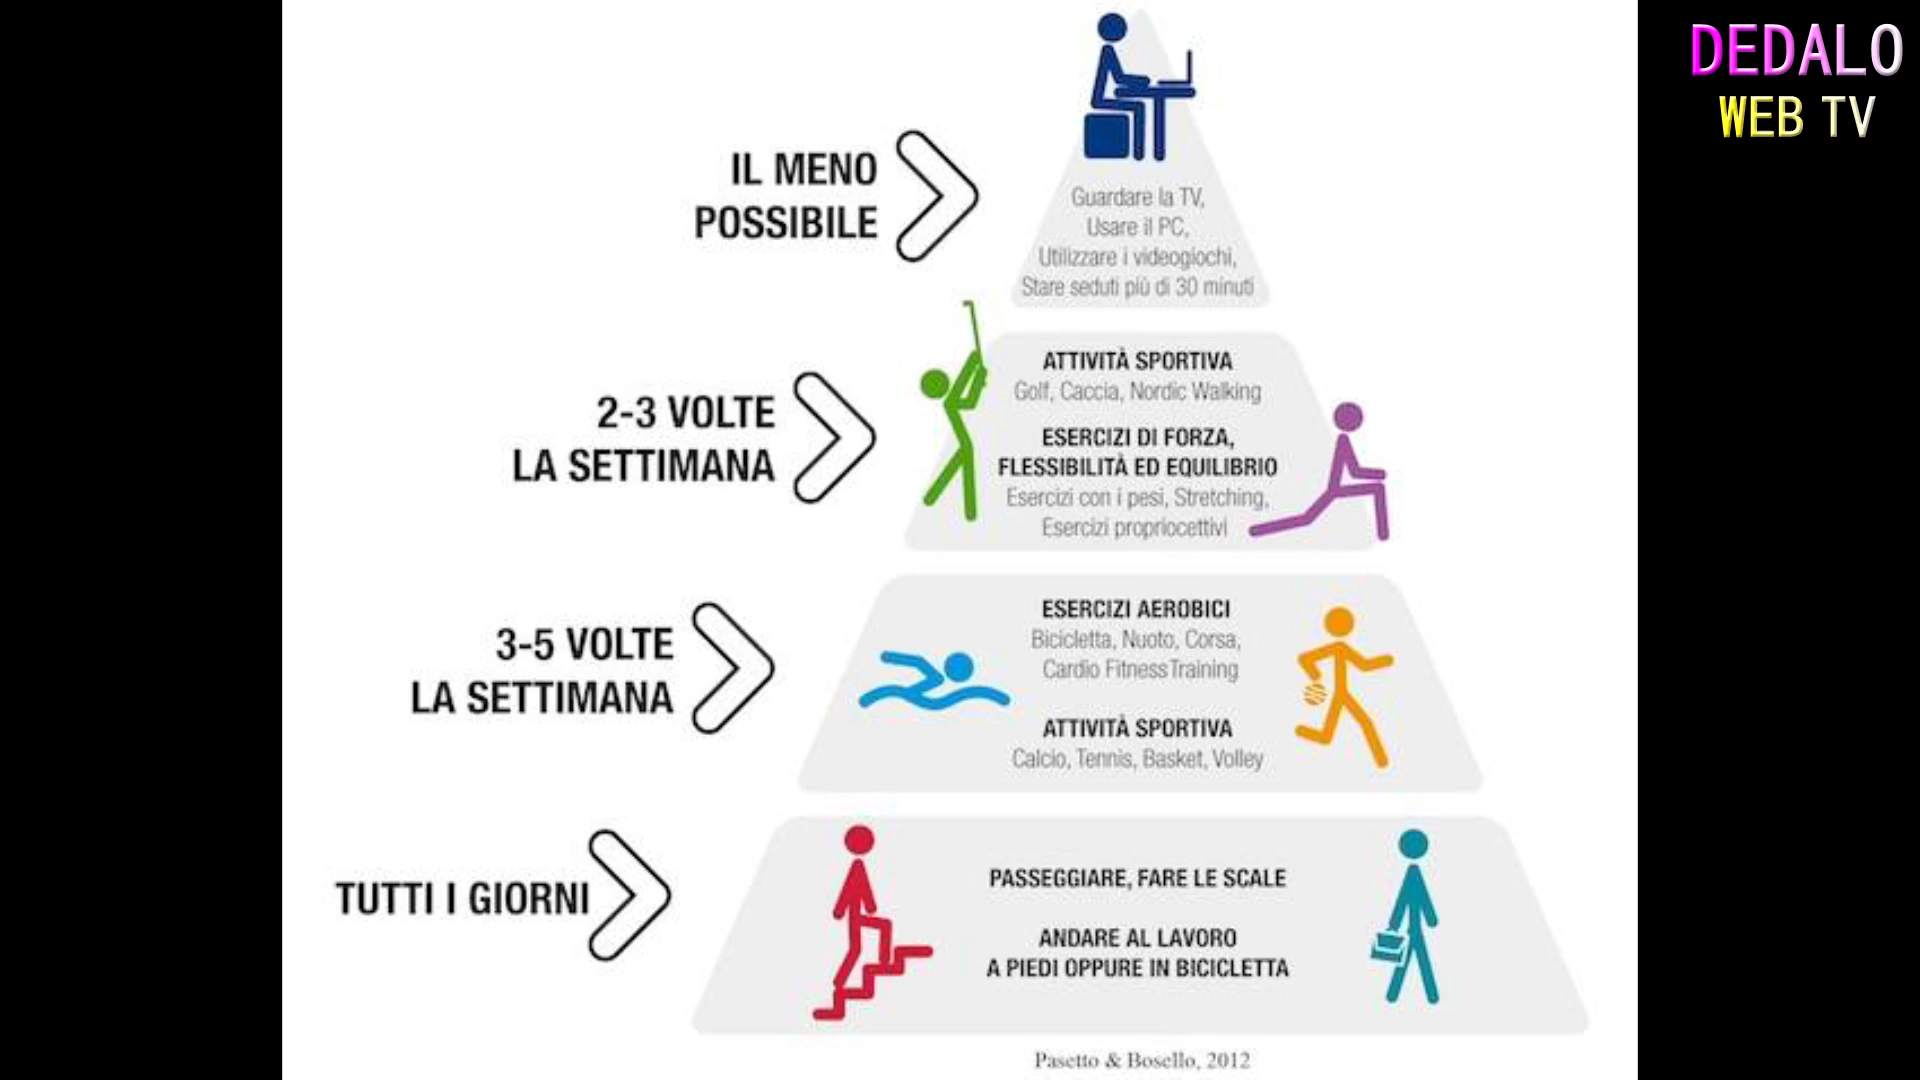 DEDALO
WEB TV
IL MENO
POSSIBILE
Guardare la TV,
Usare il PC,
Utilizzare i videogiochi,
Stare seduti più di 30 minuti
2-3 VOLTE
LA SETTIMANA
ATTIVITÀ SPORTIVA
Golf, Caccia, Nordic Walking
ESERCIZI DI FORZA,
FLESSIBILITÀ ED EQUILIBRIO
Esercizi con i pesi, Stretching,
Esercizi propriocettivi
3-5 VOLTE
LA SETTIMANA
ESERCIZI AEROBICI
Bicicletta, Nuoto, Corsa,
Cardio Fitness Training
ATTIVITÀ SPORTIVA
Calcio, Tennis, Basket, Volley
TUTTI I GIORNI
PASSEGGIARE, FARE LE SCALE
ANDARE AL LAVORO
A PIEDI OPPURE IN BICICLETTA
Pasetto & Bosello, 2012